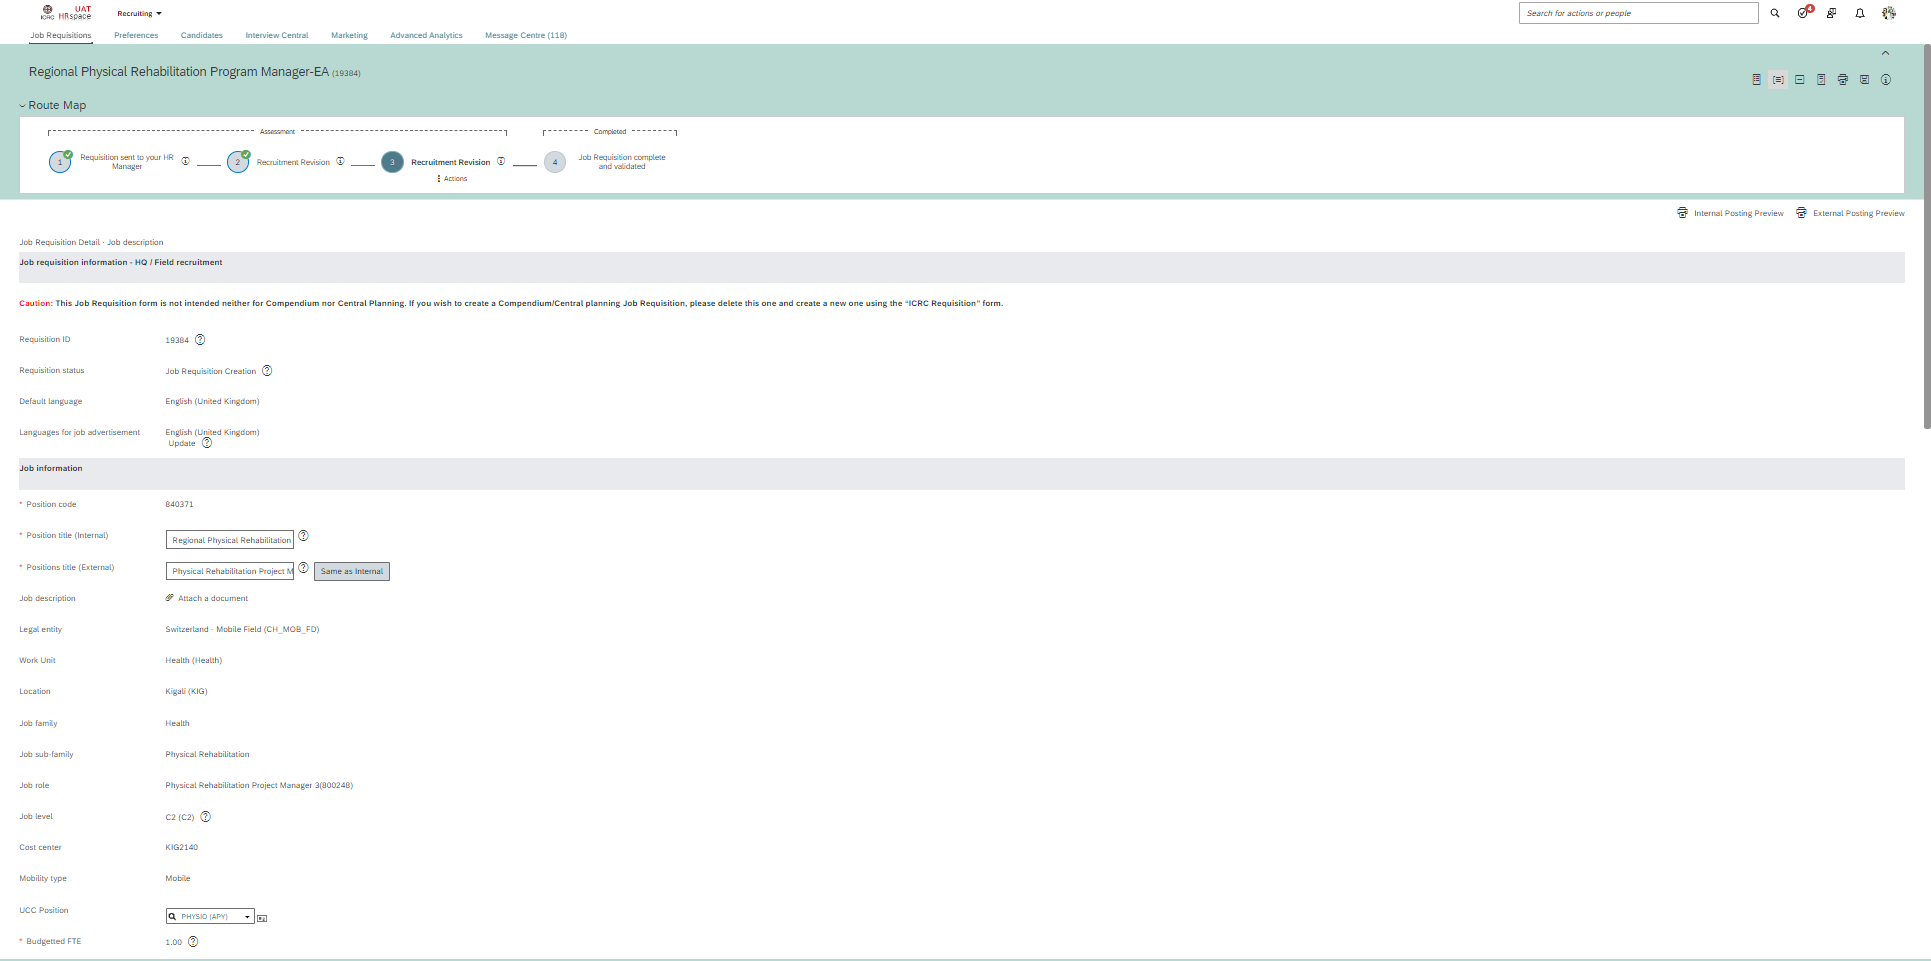 ICRC UAT HRspace Recruiting Search for actions or people 4
Job Requisitions Preferences Candidates Interview Central Marketing Advanced Analytics Message Centre (118)
Regional Physical Rehabilitation Program Manager-EA (19384)
Route Map
Assessment Completed
1 Requisition sent to your HR Manager 2 Recruitment Revision 3 Recruitment Revision 4 Job Requisition complete and validated
Actions
Internal Posting Preview External Posting Preview
Job Requisition Detail - Job description
Job requisition information - HQ / Field recruitment
Caution: This Job Requisition form is not intended neither for Compendium nor Central Planning. If you wish to create a Compendium/Central planning Job Requisition, please delete this one and create a new one using the "ICRC Requisition" form.
Requisition ID 19384
Requisition status Job Requisition Creation
Default language English (United Kingdom)
Languages for job advertisement English (United Kingdom)
Update
Job information
* Position code 840371
* Position title (Internal) Regional Physical Rehabilitation
* Positions title (External) Physical Rehabilitation Project M Same as Internal
Job description Attach a document
Legal entity Switzerland - Mobile Field (CH_MOB_FD)
Work Unit Health (Health)
Location Kigali (KIG)
Job family Health
Job sub-family Physical Rehabilitation
Job role Physical Rehabilitation Project Manager 3(800248)
Job level C2 (C2)
Cost center KIG2140
Mobility type Mobile
UCC Position PHYSIO (APY)
* Budgetted FTE 1.00